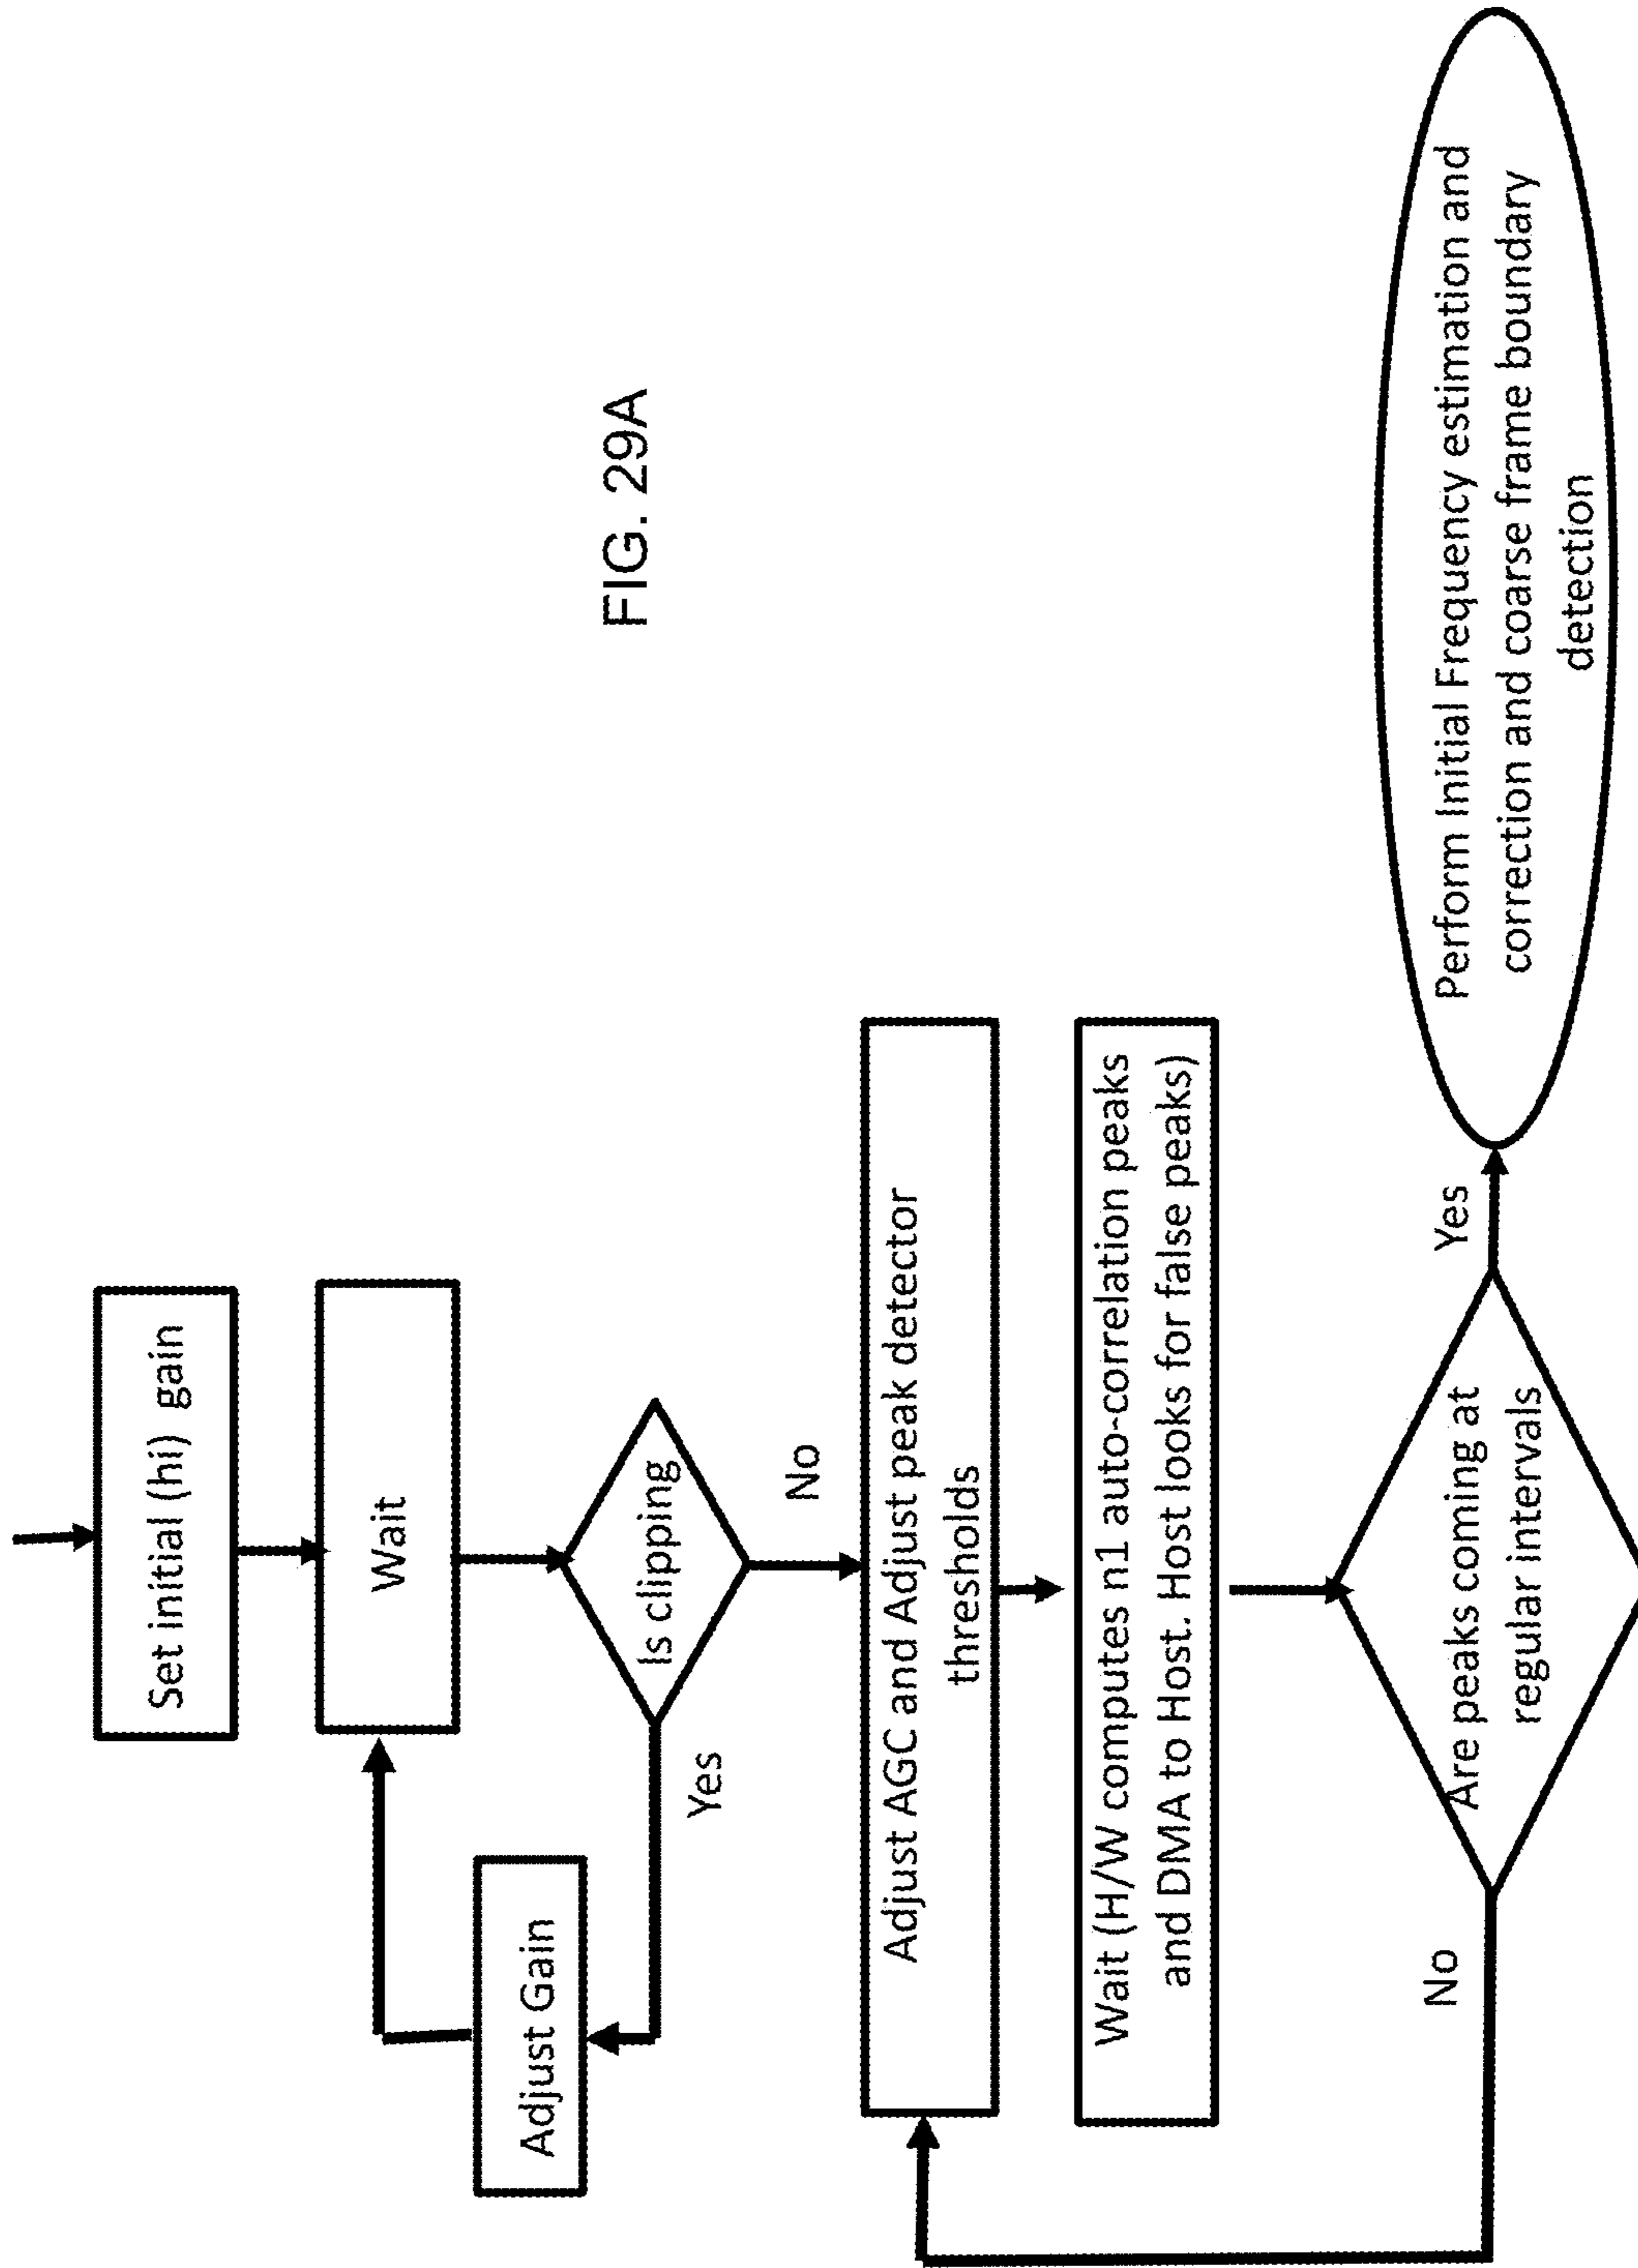 Set initial (hi) gain
Wait
Is clipping
Yes
Adjust Gain
No
Adjust AGC and Adjust peak detector
thresholds
Wait (H/W computes n1 auto-correlation peaks
and DMA to Host. Host looks for false peaks)
Are peaks coming at
regular intervals
No
Yes
Perform Initial Frequency estimation and
correction and coarse frame boundary
detection
FIG. 29A